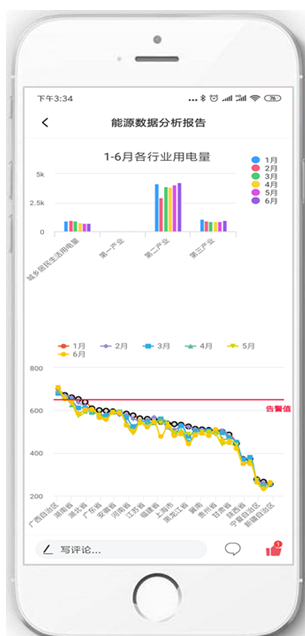 下午3:34
76
能源数据分析报告
1-6月各行业用电量
1月
2月
3月
4月
5月
6月
5k
2.5k
0
城乡居民生活用电量
第一产业
第二产业
第三产业
1月 2月 3月 4月 5月
6月
800
600
400
200
告警值
广西自治区
湖南省
湖北省
广东省
安徽省
河南省
江苏省
福建省
上海市
黑龙江省
冀南
贵州省
甘肃省
陕西省
宁夏自治区
新疆自治区
写评论...
1